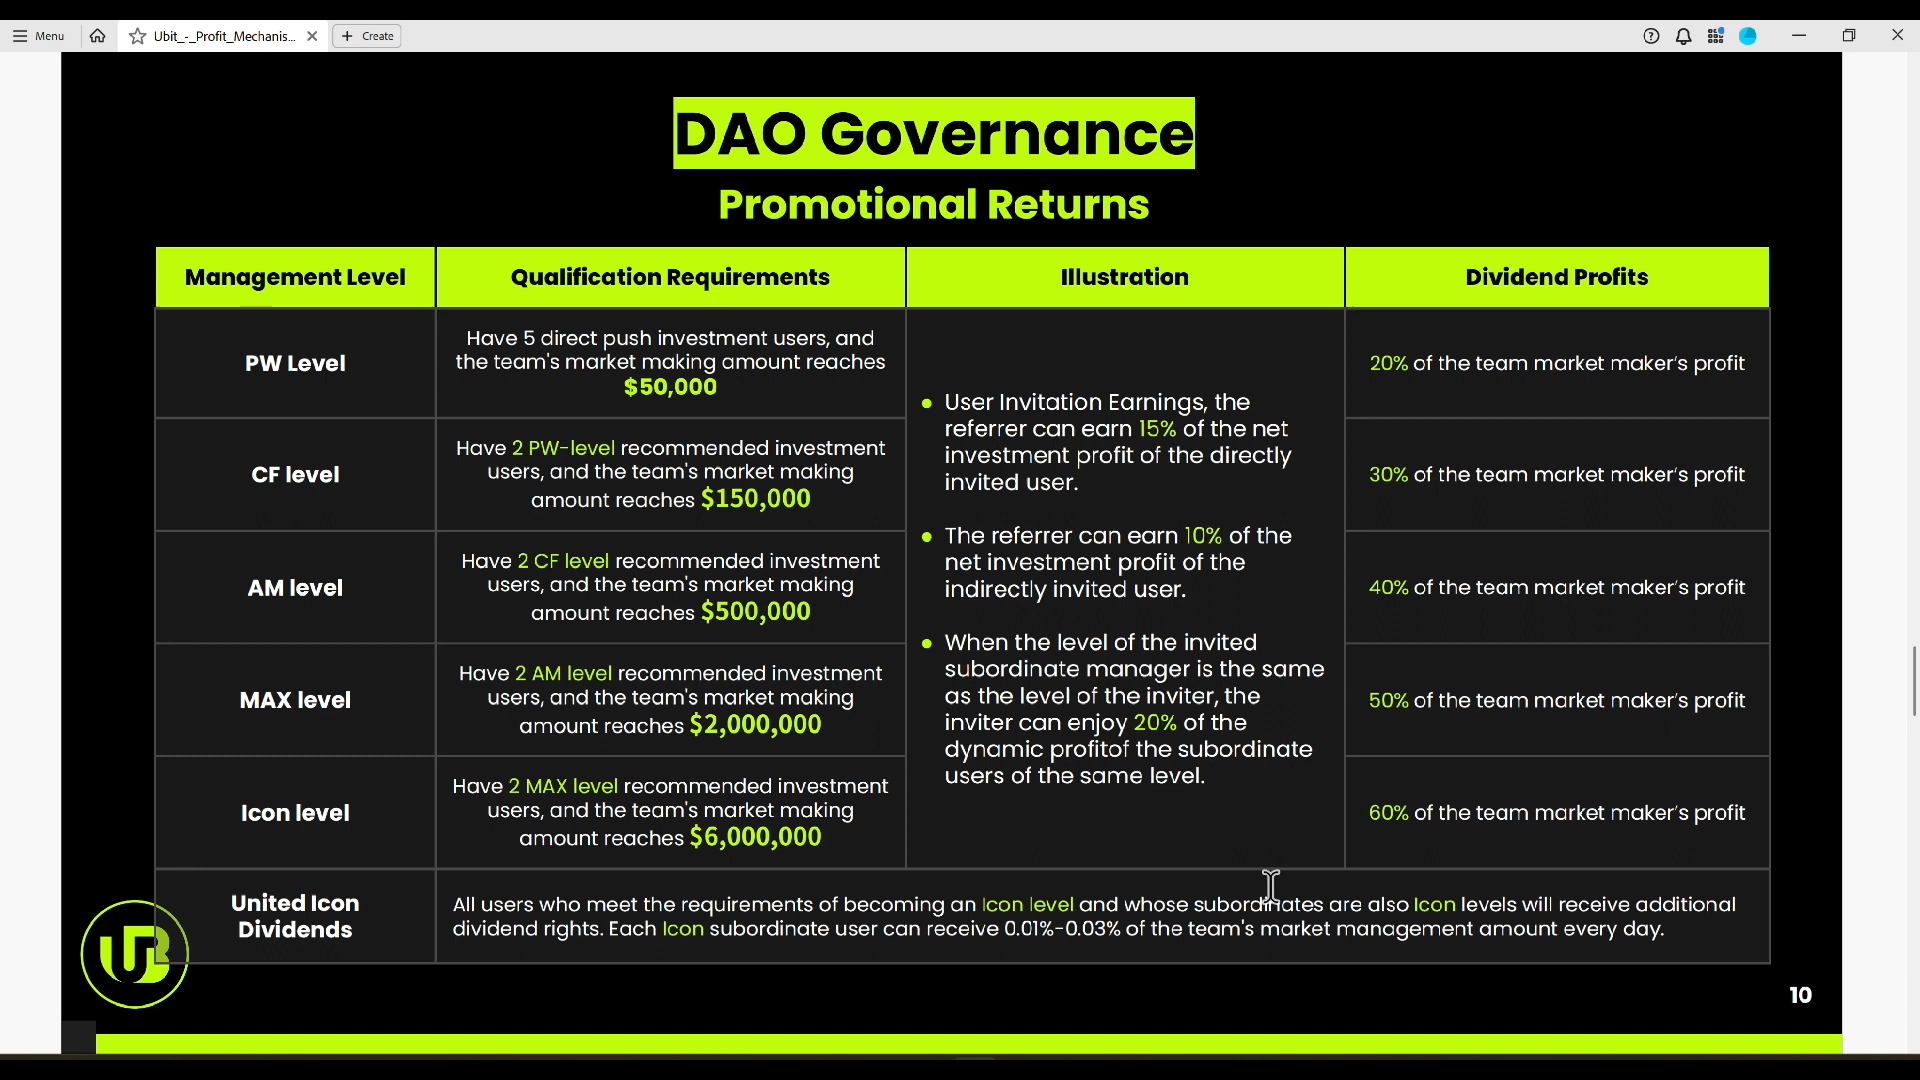 Menu
Ubit_-_Profit_Mechanis...
Create
DAO Governance
Promotional Returns
Management Level
Qualification Requirements
Illustration
Dividend Profits
PW Level
Have 5 direct push investment users, and
the team's market making amount reaches
$50,000
20% of the team market maker's profit
CF level
Have 2 PW-level recommended investment
users, and the team's market making
amount reaches $150,000
30% of the team market maker's profit
AM level
Have 2 CF level recommended investment
users, and the team's market making
amount reaches $500,000
40% of the team market maker's profit
MAX level
Have 2 AM level recommended investment
users, and the team's market making
amount reaches $2,000,000
50% of the team market maker's profit
Icon level
Have 2 MAX level recommended investment
users, and the team's market making
amount reaches $6,000,000
60% of the team market maker's profit
User Invitation Earnings, the
referrer can earn 15% of the net
investment profit of the directly
invited user.
The referrer can earn 10% of the
net investment profit of the
indirectly invited user.
When the level of the invited
subordinate manager is the same
as the level of the inviter, the
inviter can enjoy 20% of the
dynamic profitof the subordinate
users of the same level.
United Icon
Dividends
All users who meet the requirements of becoming an Icon level and whose subordinates are also Icon levels will receive additional
dividend rights. Each Icon subordinate user can receive 0.01%-0.03% of the team's market management amount every day.
UB
10